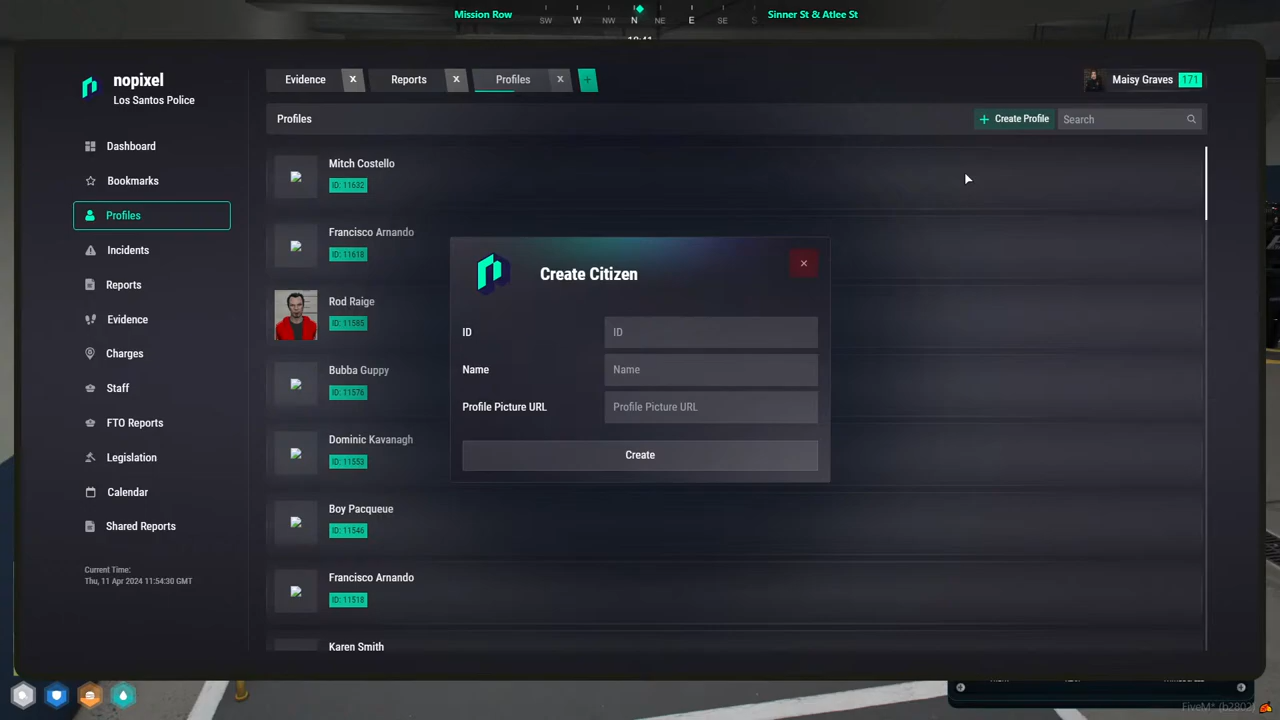 Mission Row
SW W NW N NE E SE S
Sinner St & Atlee St
nopixel
Los Santos Police
Evidence x
Reports x
Profiles x
+
Maisy Graves 171
Profiles
+ Create Profile
Search
Dashboard
Bookmarks
Profiles
Incidents
Reports
Evidence
Charges
Staff
FTO Reports
Legislation
Calendar
Shared Reports
Current Time:
Thu, 11 Apr 2024 11:54:30 GMT
Mitch Costello
ID: 11632
Francisco Arnando
ID: 11618
Rod Raige
ID: 11585
Bubba Guppy
ID: 11576
Dominic Kavanagh
ID: 11553
Boy Pacqueue
ID: 11546
Francisco Arnando
ID: 11518
Karen Smith
Create Citizen
×
ID
ID
Name
Name
Profile Picture URL
Profile Picture URL
Create
FiveM* (b2802)